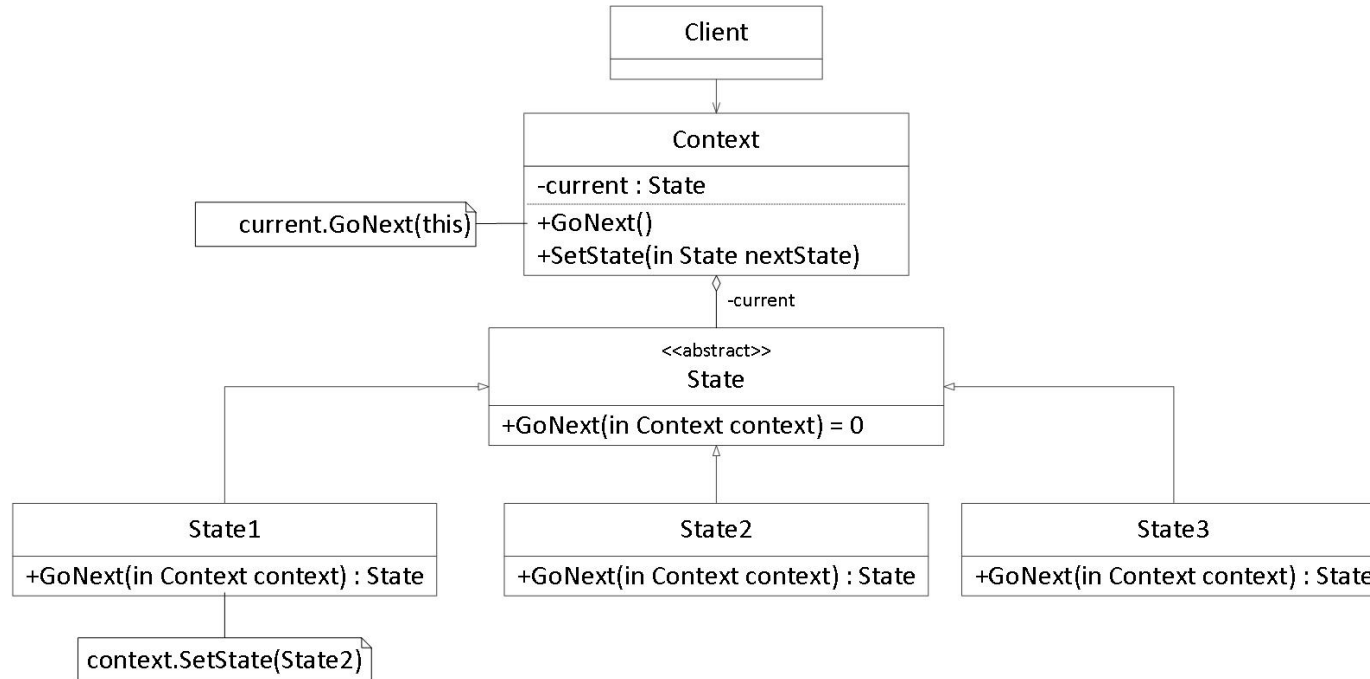 Client
Context
-current : State
current.GoNext(this)
+GoNext()
+SetState(in State nextState)
-current
<<abstract>>
State
+GoNext(in Context context) = 0
State1
+GoNext(in Context context) : State
context.SetState(State2)
State2
+GoNext(in Context context) : State
State3
+GoNext(in Context context) : State